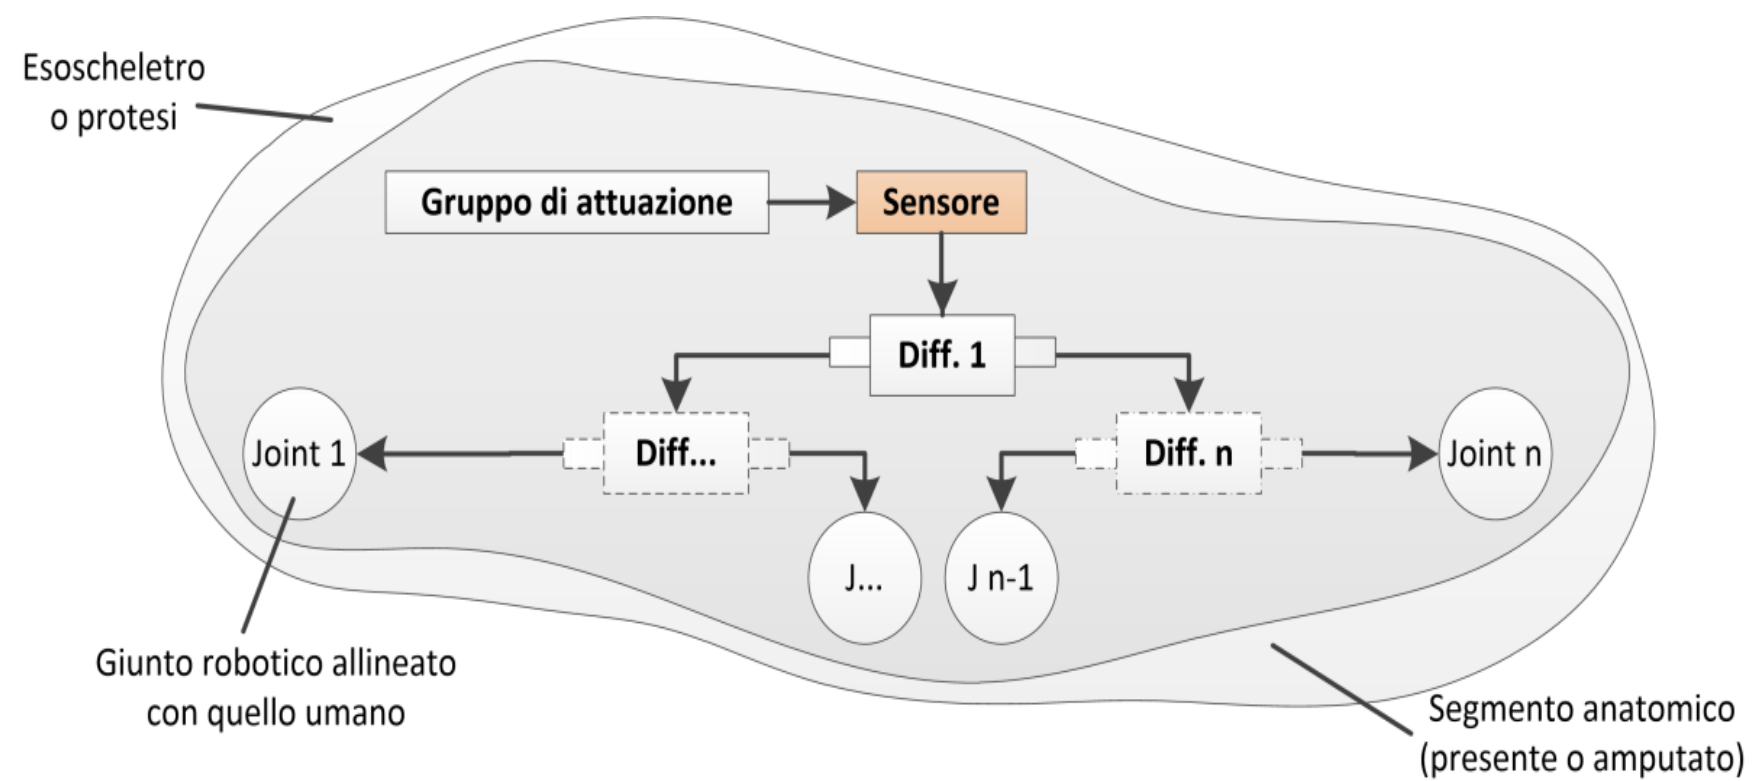 Esoscheletro
o protesi
Gruppo di attuazione
Sensore
Diff. 1
Joint 1
Diff...
Diff. n
Joint n
J...
J n-1
Giunto robotico allineato
con quello umano
Segmento anatomico
(presente o amputato)